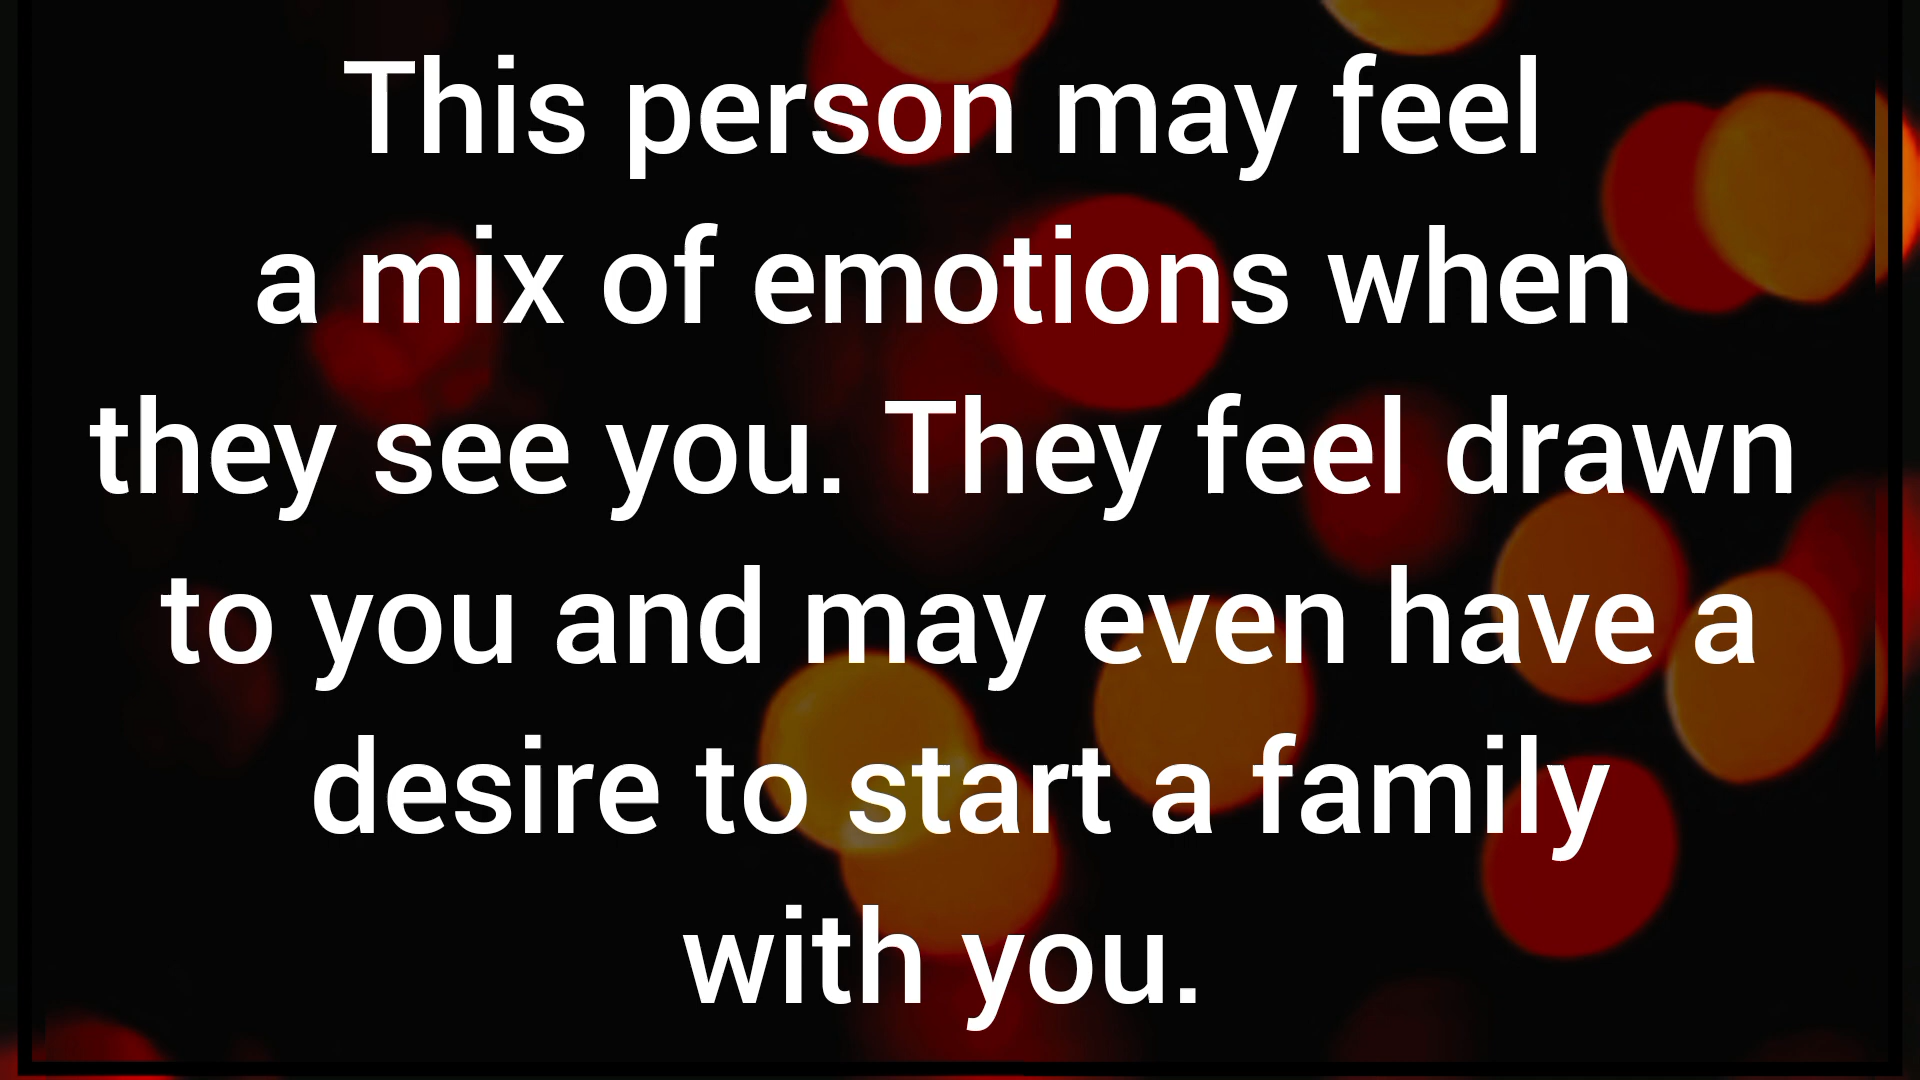 This person may feel
a mix of emotions when
they see you. They feel drawn
to you and may even have a
desire to start a family
with you.